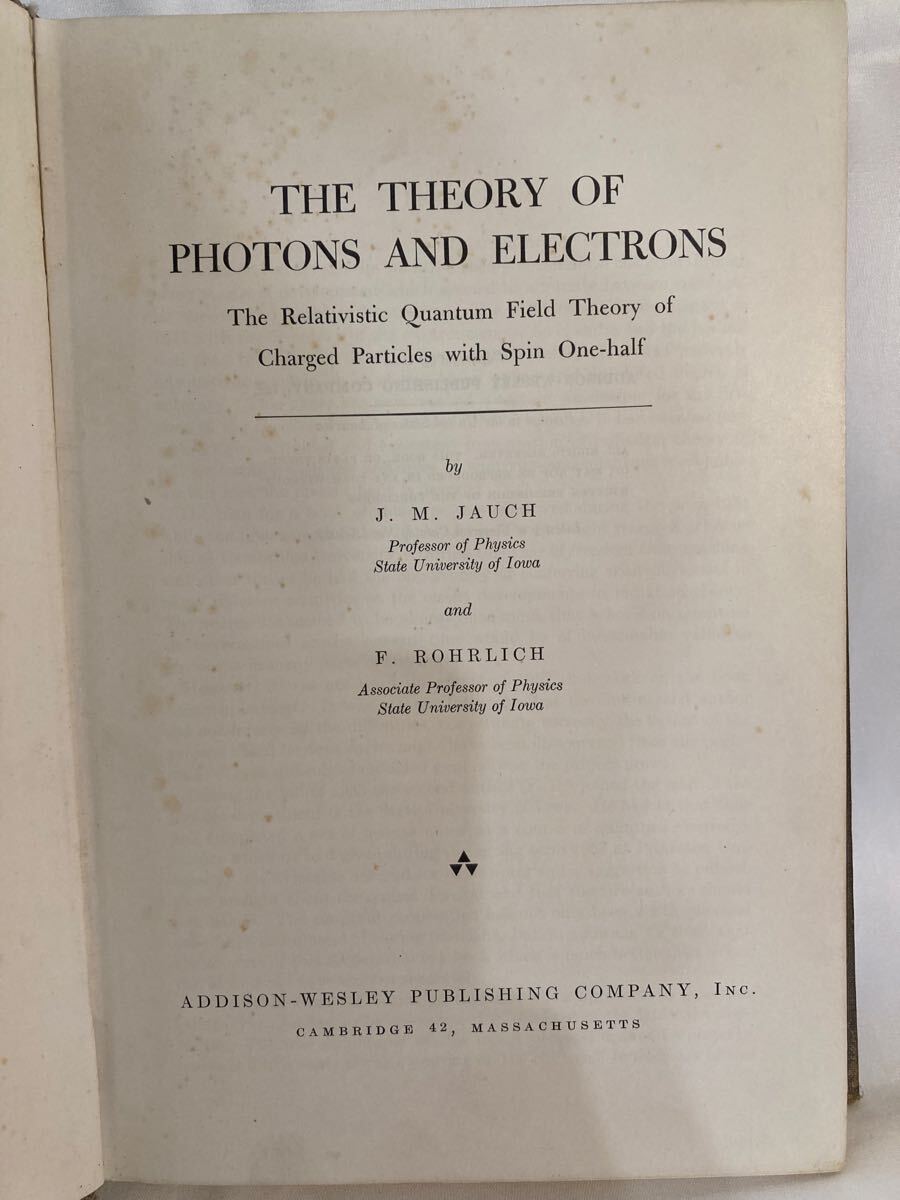 THE THEORY OF
PHOTONS AND ELECTRONS
The Relativistic Quantum Field Theory of
Charged Particles with Spin One-half
by
J. M. JAUCH
Professor of Physics
State University of Iowa
and
F. ROHRLICH
Associate Professor of Physics
State University of Iowa
ADDISON-WESLEY PUBLISHING COMPANY, INC.
CAMBRIDGE 42, MASSACHUSETTS